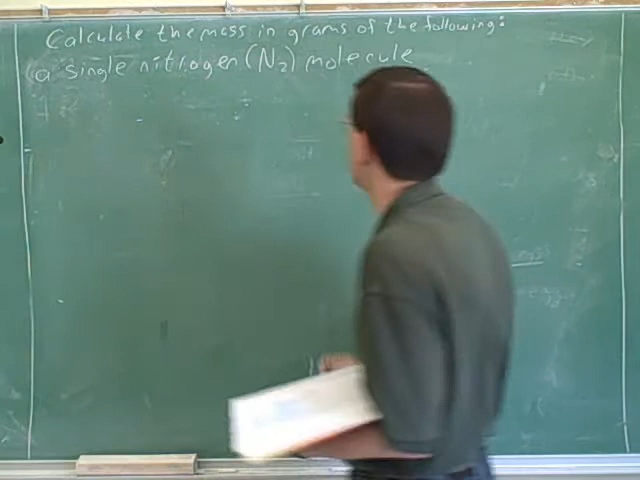 Calculate the mass in grams of the following:
a single nitrogen (N2) molecule